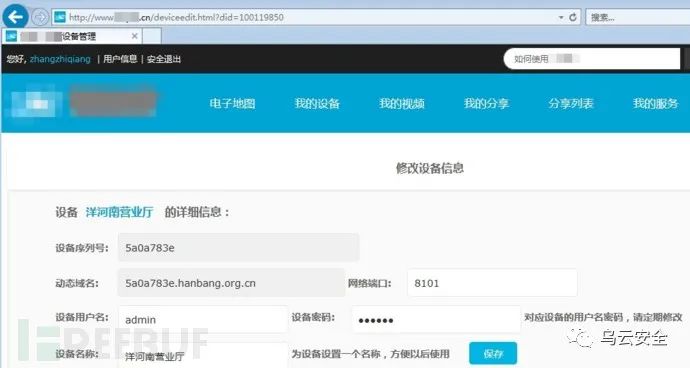 http://www. .cn/deviceedit.html?did=100119850
搜索...
设备管理
您好, zhangzhiqiang | 用户信息 | 安全退出
如何使用
电子地图 我的设备 我的视频 我的分享 分享列表 我的服务
修改设备信息
设备 洋河南营业厅 的详细信息：
设备序列号: 5a0a783e
动态域名: 5a0a783e.hanbang.org.cn 网络端口: 8101
设备用户名: admin 设备密码: ●●●●●● 对应设备的用户名密码，请定期修改
设备名称: 洋河南营业厅 为设备设置一个名称，方便以后使用 保存
REEBUF
乌云安全